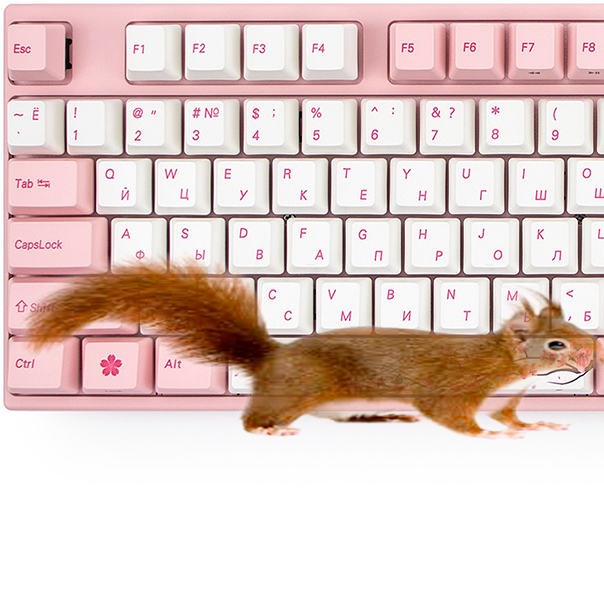 Esc F1 F2 F3 F4 F5 F6 F7 F8
~ Ё ` ! 1 @ " 2 # № 3 $ ; 4 % 5 ^ : 6 & ? 7 * 8 ( 9
Tab Q Й W Ц E У R К T Е Y Н U Г I Ш O Щ
CapsLock A Ф S Ы D В F А G П H Р J О K Л L
Shift C С V М B И N Т M < Б
Ctrl Alt